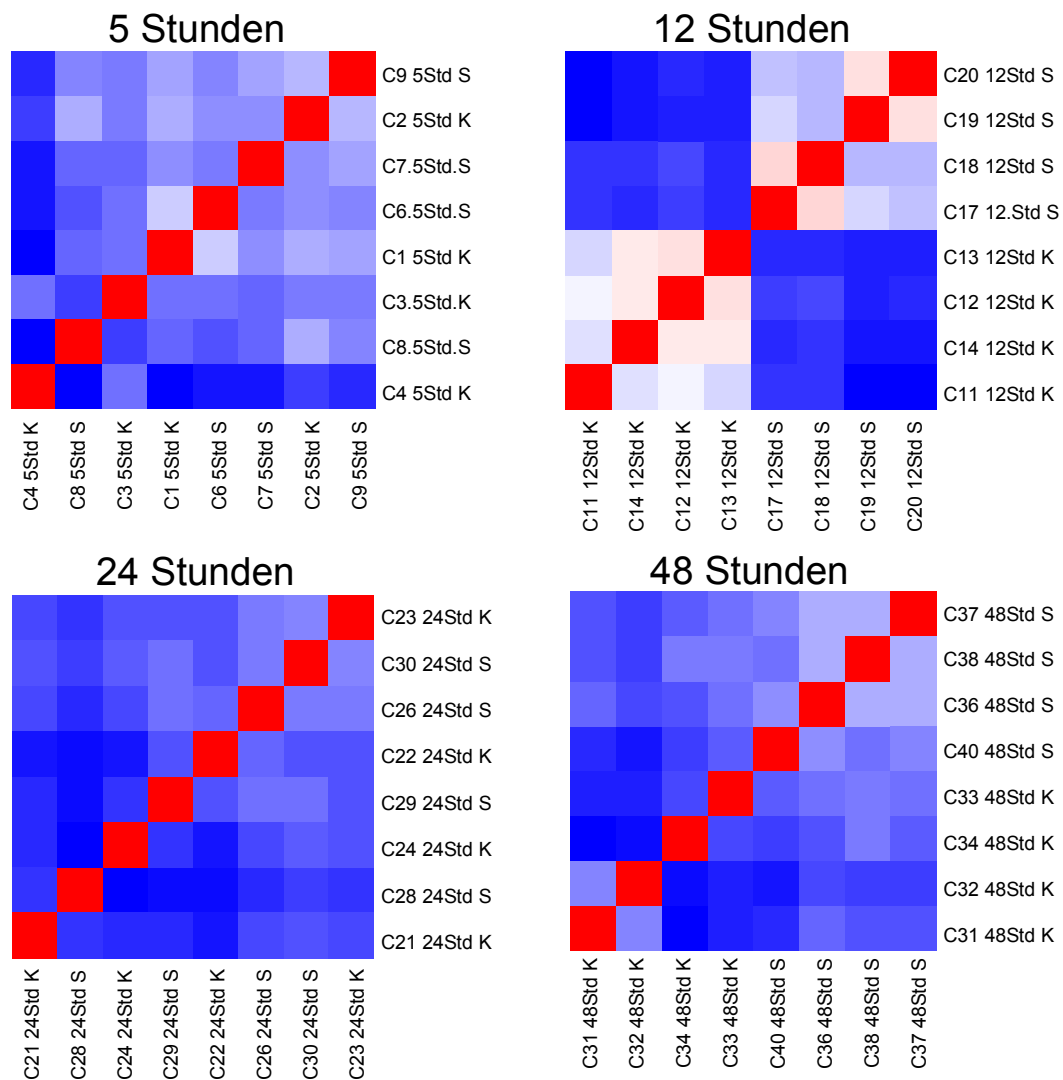 5 Stunden
C9 5Std S
C2 5Std K
C7.5Std.S
C6.5Std.S
C1 5Std K
C3.5Std.K
C8.5Std.S
C4 5Std K
C4 5Std K
C8 5Std S
C3 5Std K
C1 5Std K
C6 5Std S
C7 5Std S
C2 5Std K
C9 5Std S
12 Stunden
C20 12Std S
C19 12Std S
C18 12Std S
C17 12.Std S
C13 12Std K
C12 12Std K
C14 12Std K
C11 12Std K
C11 12Std K
C14 12Std K
C12 12Std K
C13 12Std K
C17 12Std S
C18 12Std S
C19 12Std S
C20 12Std S
24 Stunden
C23 24Std K
C30 24Std S
C26 24Std S
C22 24Std K
C29 24Std S
C24 24Std K
C28 24Std S
C21 24Std K
C21 24Std K
C28 24Std S
C24 24Std K
C29 24Std S
C22 24Std K
C26 24Std S
C30 24Std S
C23 24Std K
48 Stunden
C37 48Std S
C38 48Std S
C36 48Std S
C40 48Std S
C33 48Std K
C34 48Std K
C32 48Std K
C31 48Std K
C31 48Std K
C32 48Std K
C34 48Std K
C33 48Std K
C40 48Std S
C36 48Std S
C38 48Std S
C37 48Std S